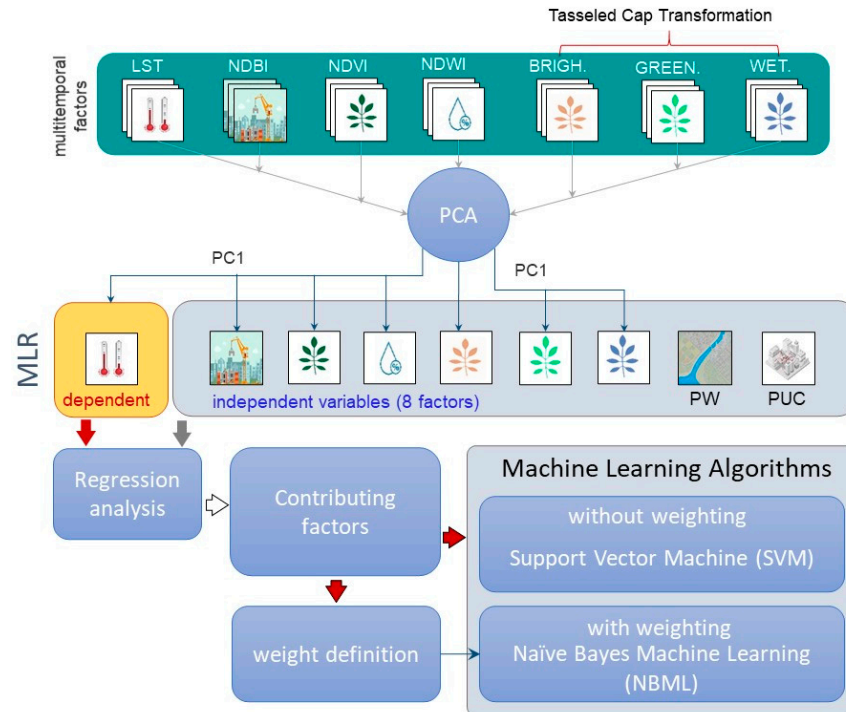 Tasseled Cap Transformation
multitemporal
factors
LST
NDBI
NDVI
NDWI
BRIGH.
GREEN.
WET.
%
PCA
PC1
PC1
MLR
dependent
independent variables (8 factors)
PW
PUC
Regression
analysis
Contributing
factors
Machine Learning Algorithms
without weighting
Support Vector Machine (SVM)
weight definition
with weighting
Naïve Bayes Machine Learning
(NBML)